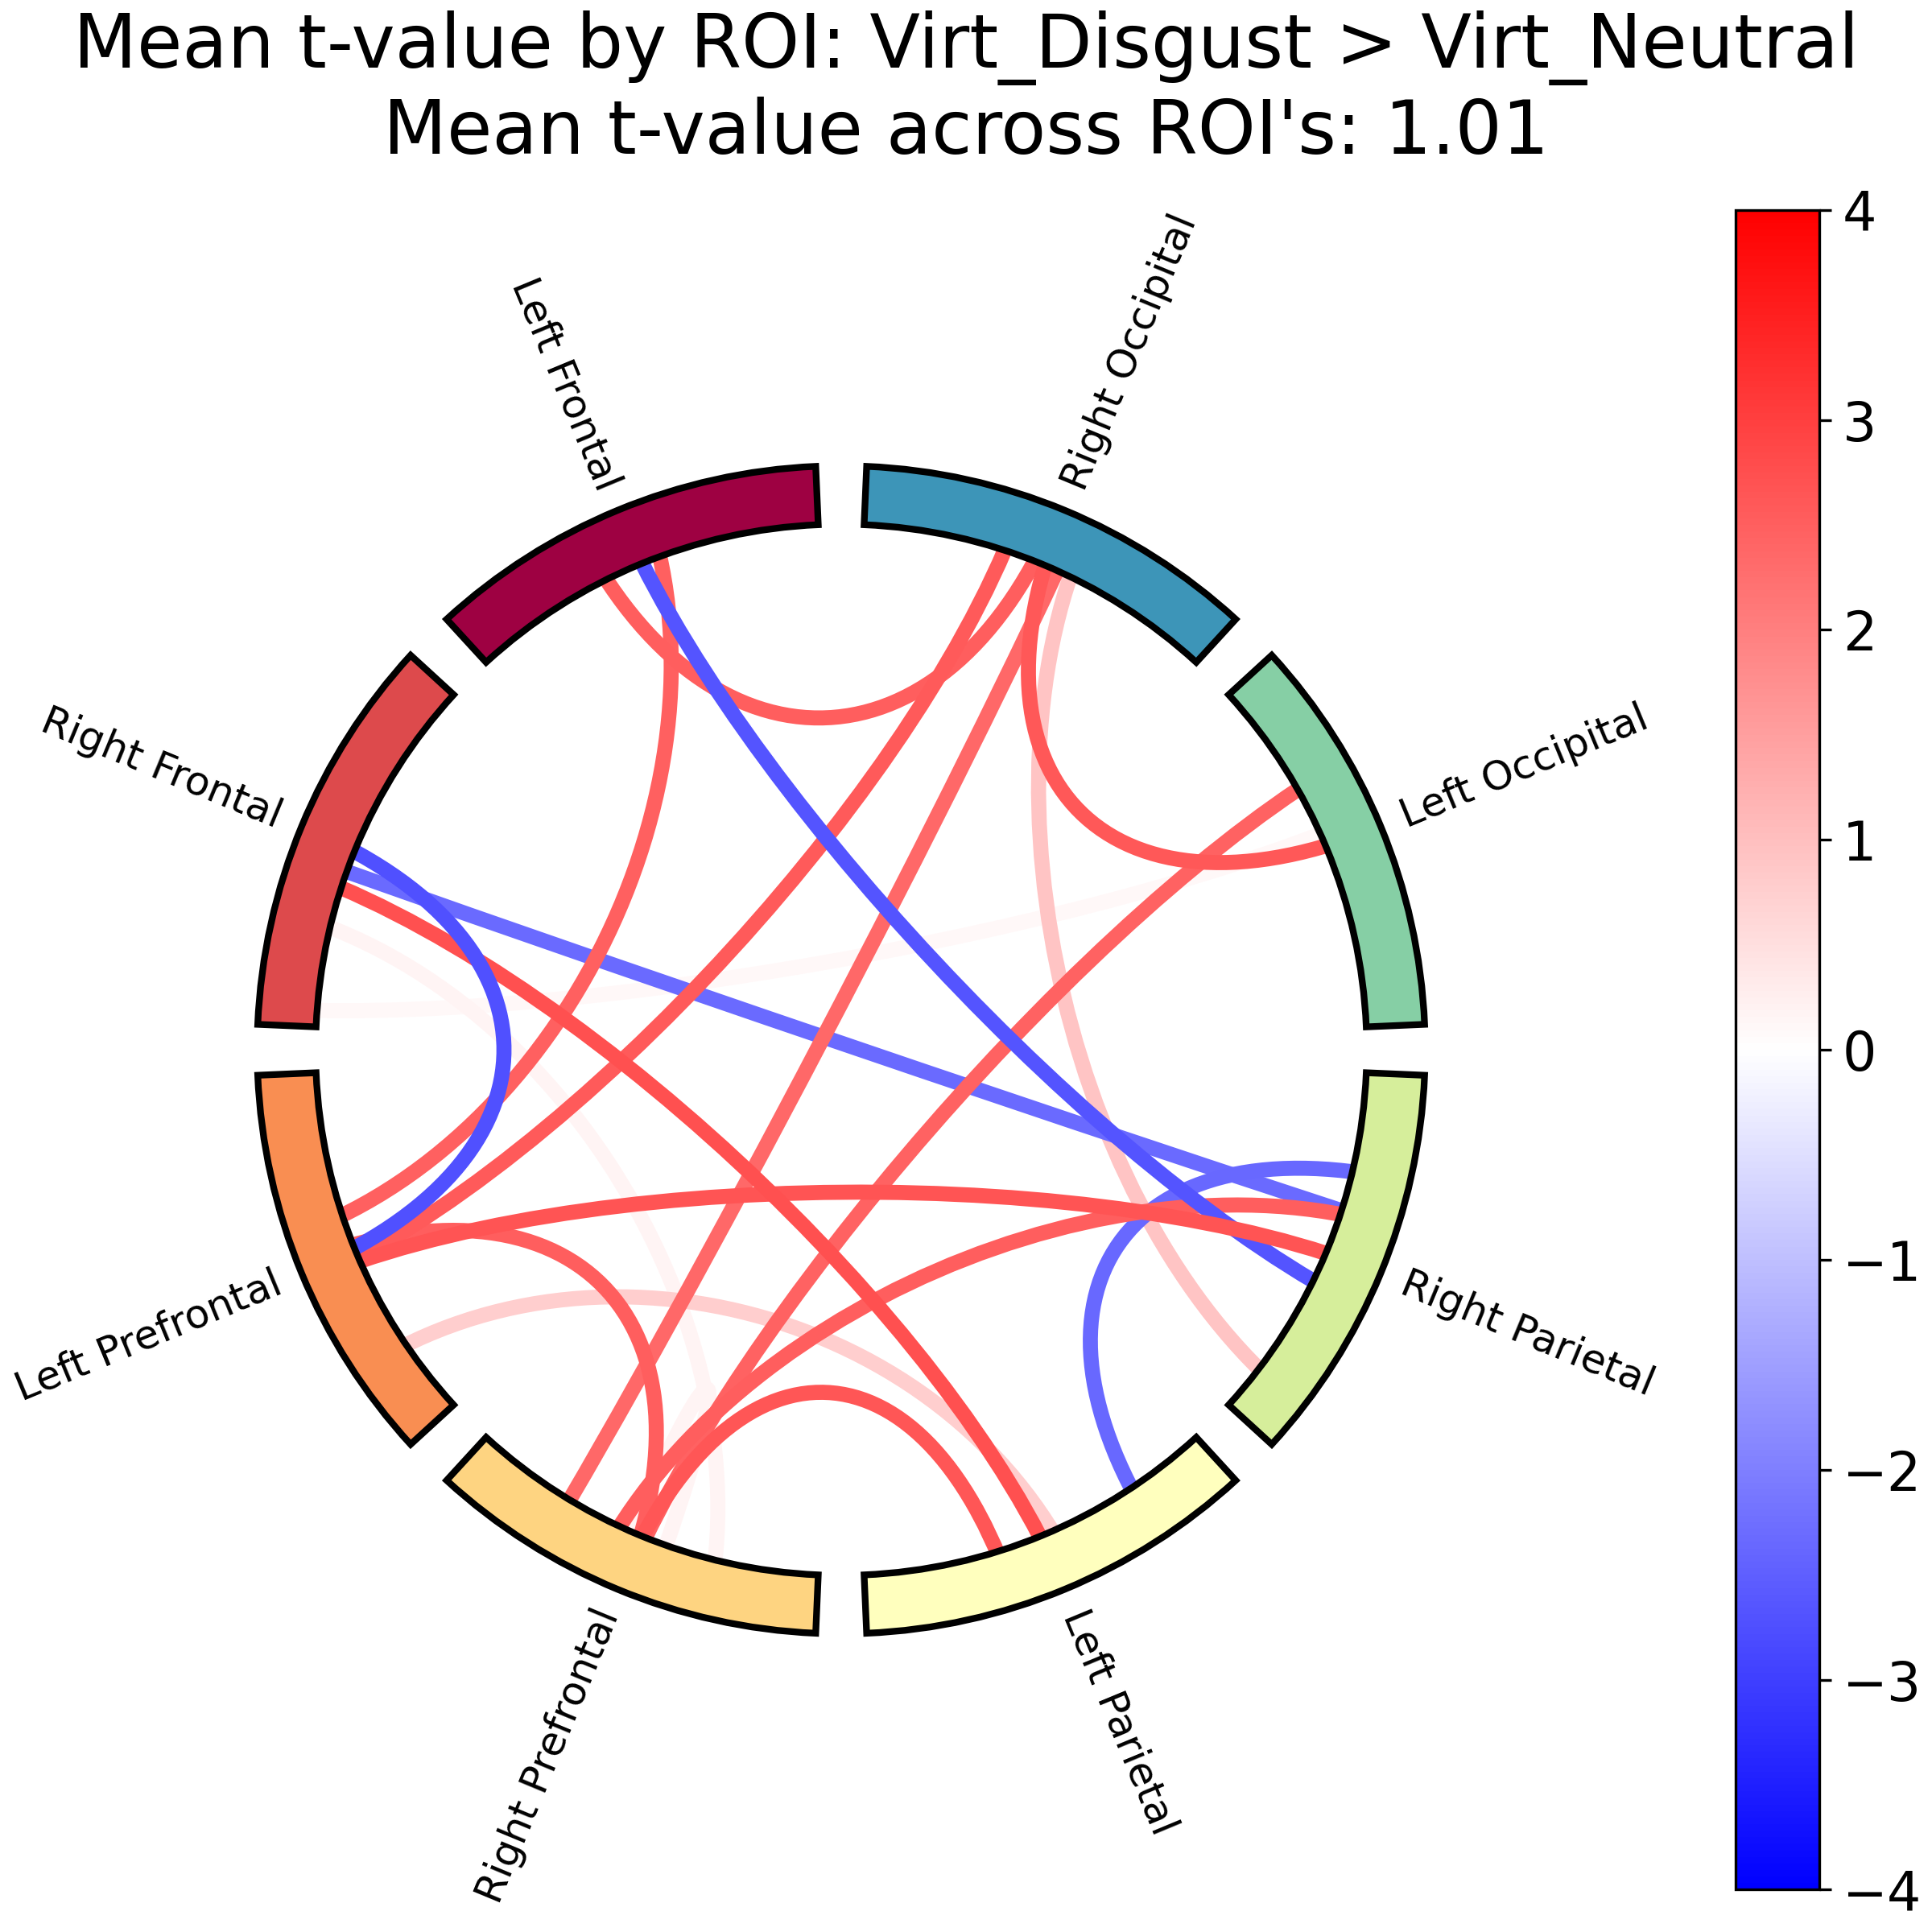 Mean t-value by ROI: Virt_Disgust > Virt_Neutral
Mean t-value across ROI's: 1.01
Left Frontal
Right Occipital
Right Frontal
Left Occipital
Left Prefrontal
Right Parietal
Right Prefrontal
Left Parietal
4
3
2
1
0
−1
−2
−3
−4